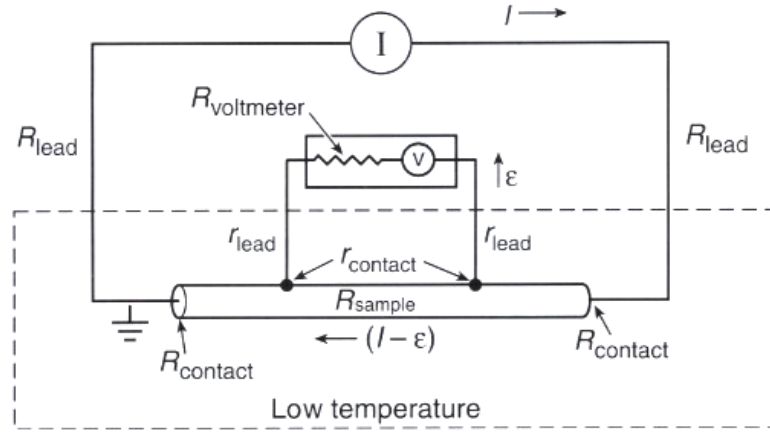 I
I
R_voltmeter
R_lead
R_lead
V
ε
r_lead
r_lead
r_contact
R_sample
(I – ε)
R_contact
R_contact
Low temperature